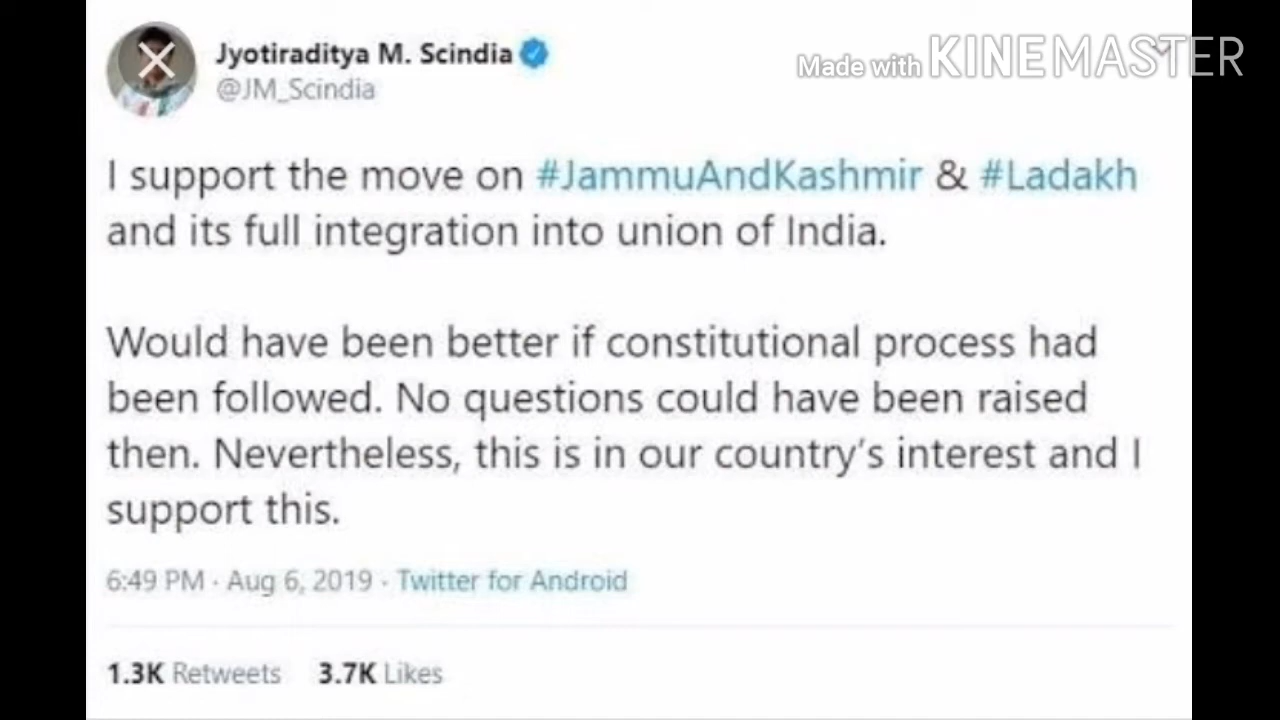 Jyotiraditya M. Scindia
Made with KINEMASTER
@JM_Scindia
I support the move on #JammuAndKashmir & #Ladakh
and its full integration into union of India.
Would have been better if constitutional process had
been followed. No questions could have been raised
then. Nevertheless, this is in our country's interest and I
support this.
6:49 PM · Aug 6, 2019 · Twitter for Android
1.3K Retweets 3.7K Likes